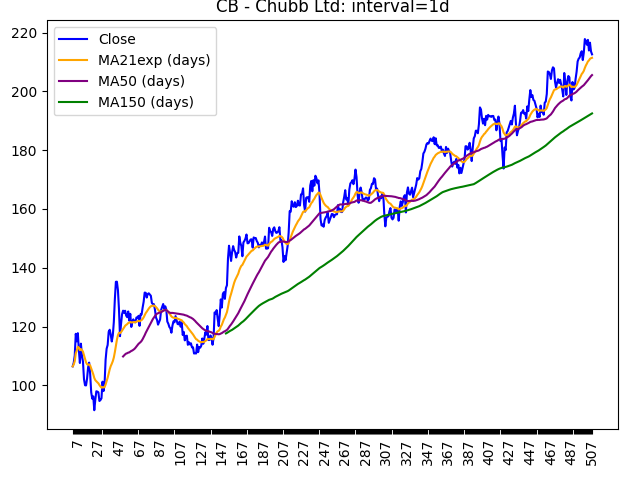 CB - Chubb Ltd: interval=1d
Close
MA21exp (days)
MA50 (days)
MA150 (days)
220
200
180
160
140
120
100
7 27 47 67 87 107 127 147 167 187 207 227 247 267 287 307 327 347 367 387 407 427 447 467 487 507